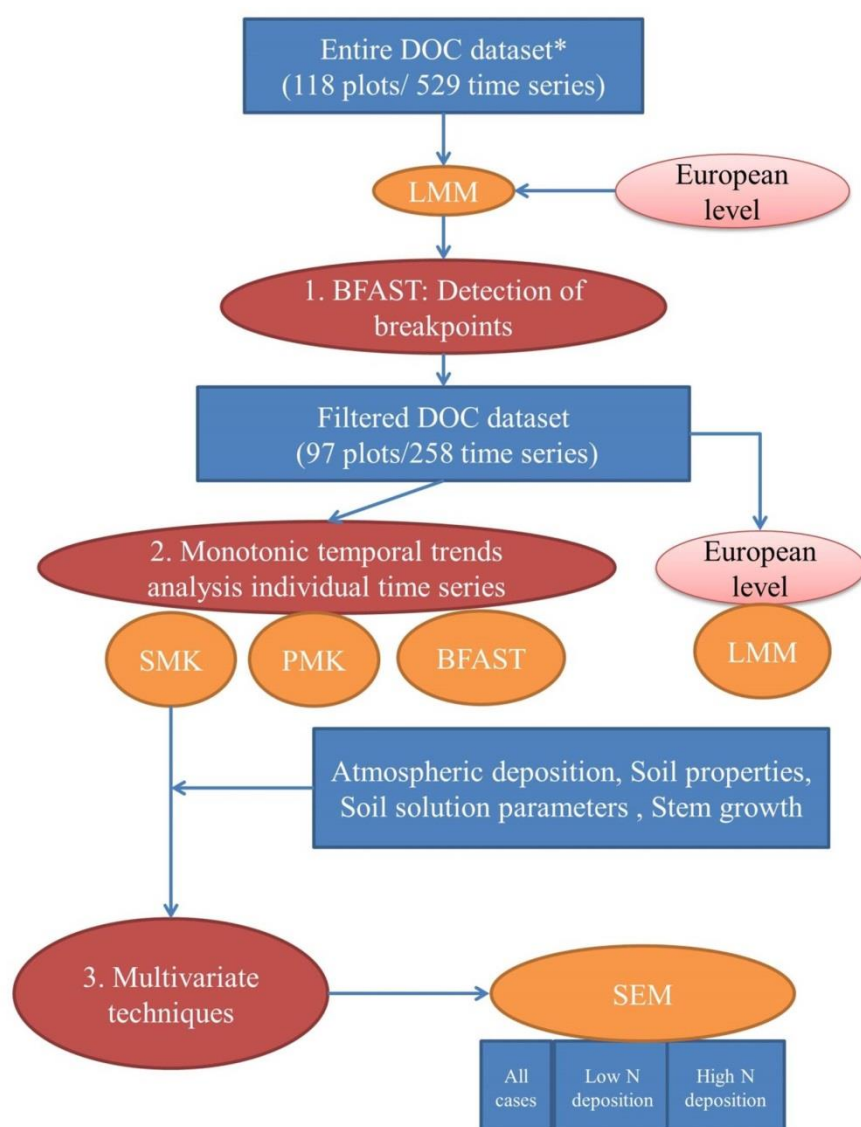 Entire DOC dataset*
(118 plots/ 529 time series)
LMM
European
level
1. BFAST: Detection of
breakpoints
Filtered DOC dataset
(97 plots/258 time series)
2. Monotonic temporal trends
analysis individual time series
European
level
SMK
PMK
BFAST
LMM
Atmospheric deposition, Soil properties,
Soil solution parameters , Stem growth
3. Multivariate
techniques
SEM
All
cases
Low N
deposition
High N
deposition